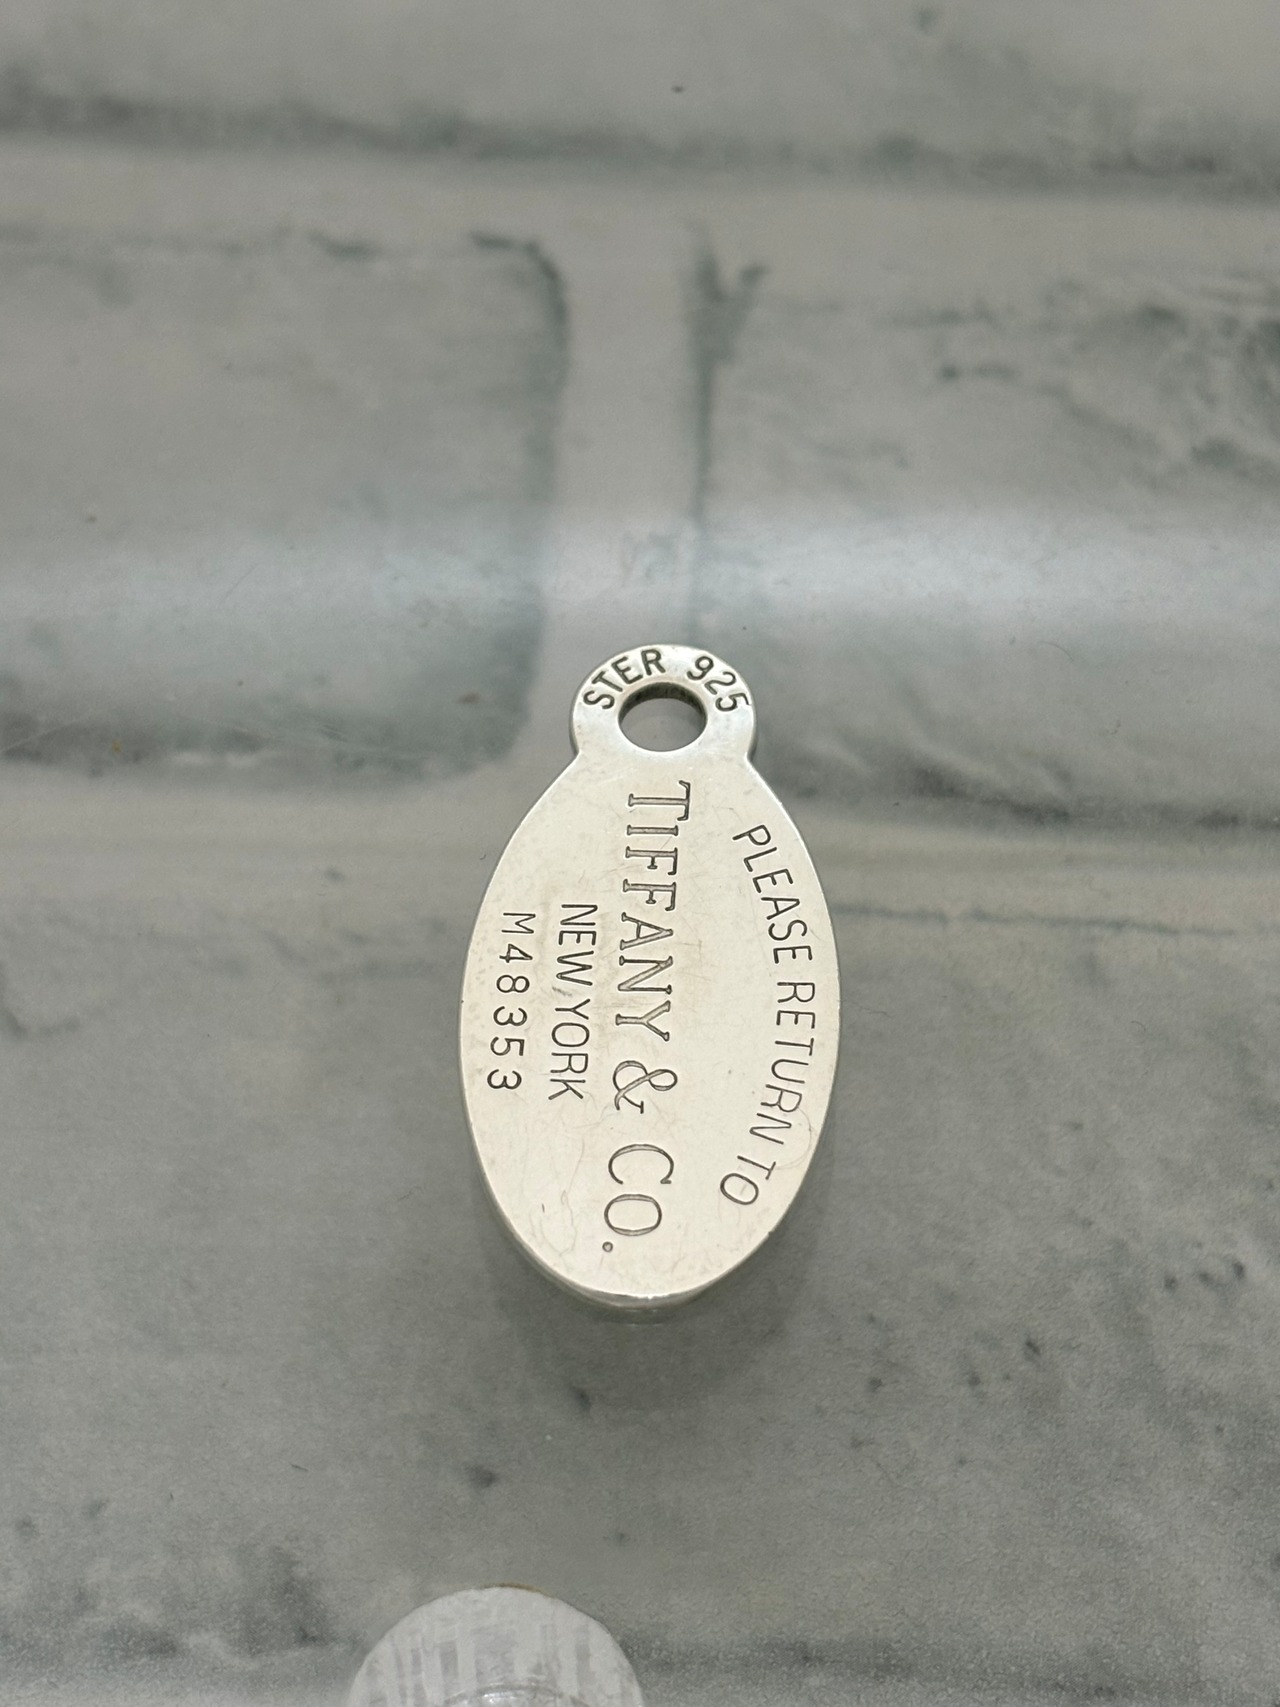 STER 925
PLEASE RETURN TO
TIFFANY & CO.
NEW YORK
M48353